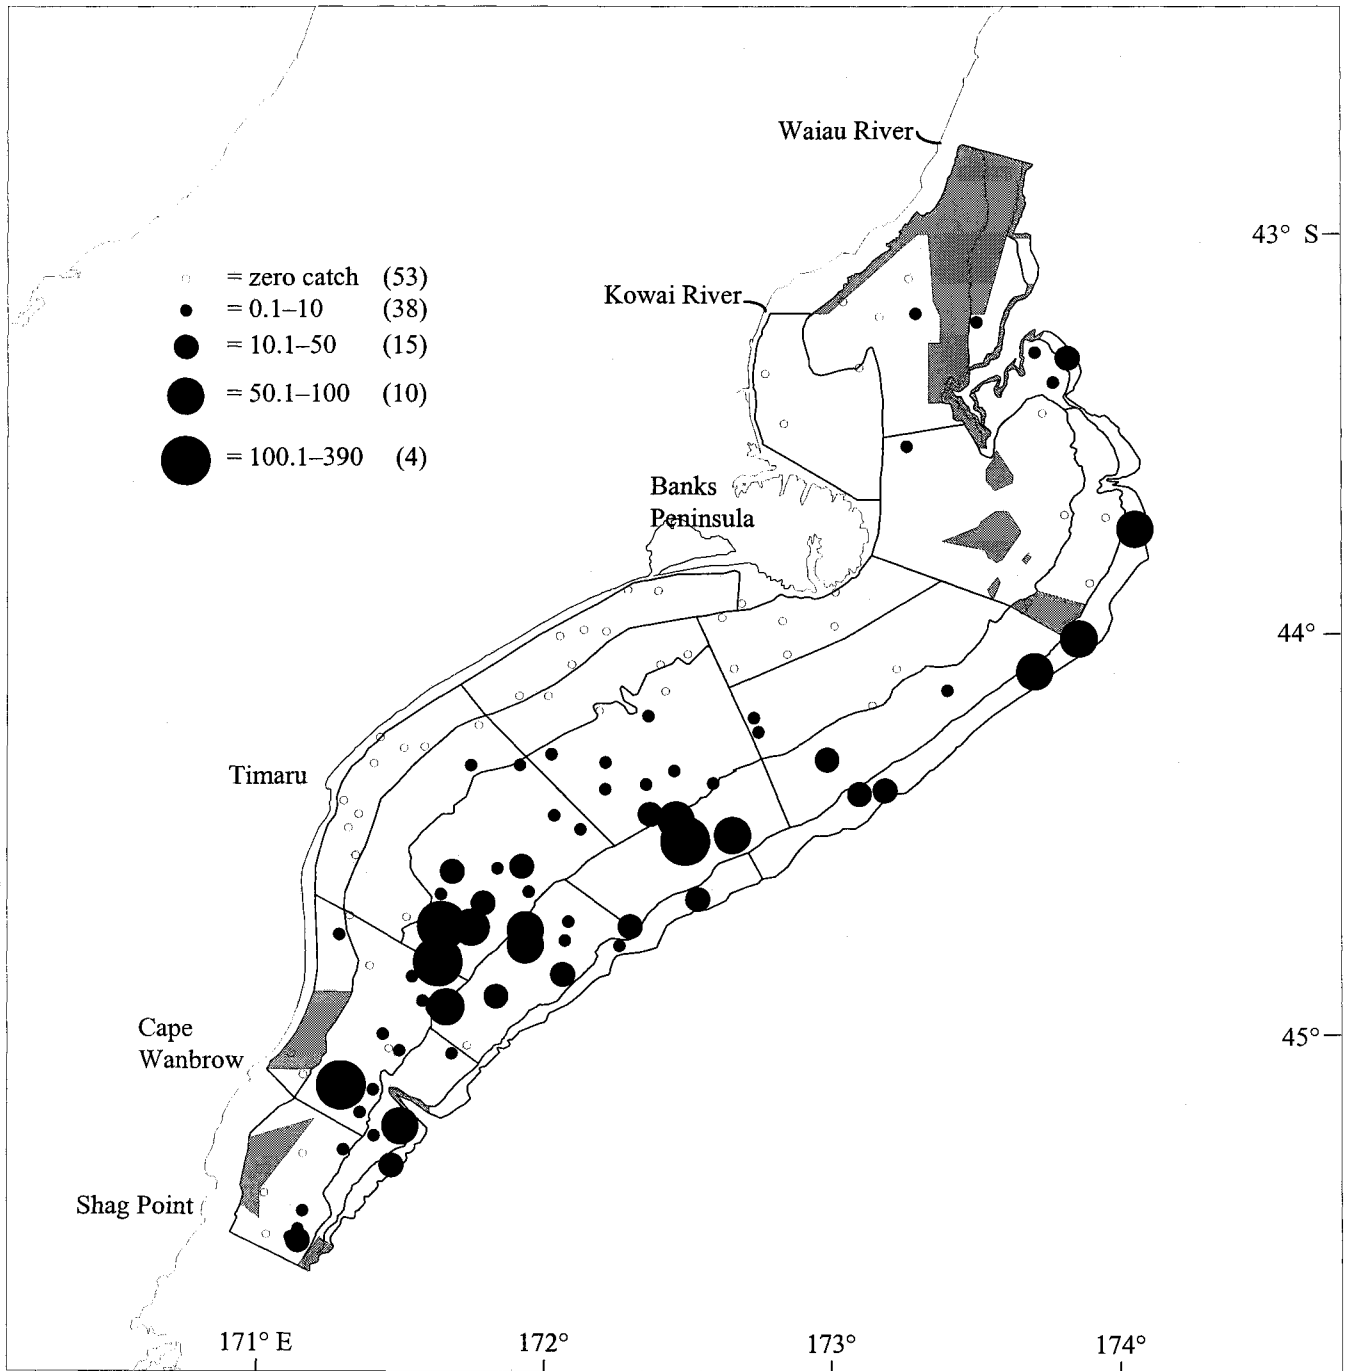 Waiau River
43° S
= zero catch (53)
Kowai River
= 0.1–10 (38)
= 10.1–50 (15)
= 50.1–100 (10)
= 100.1–390 (4)
Banks
Peninsula
44°
Timaru
Cape
Wanbrow
45°
Shag Point
171° E
172°
173°
174°